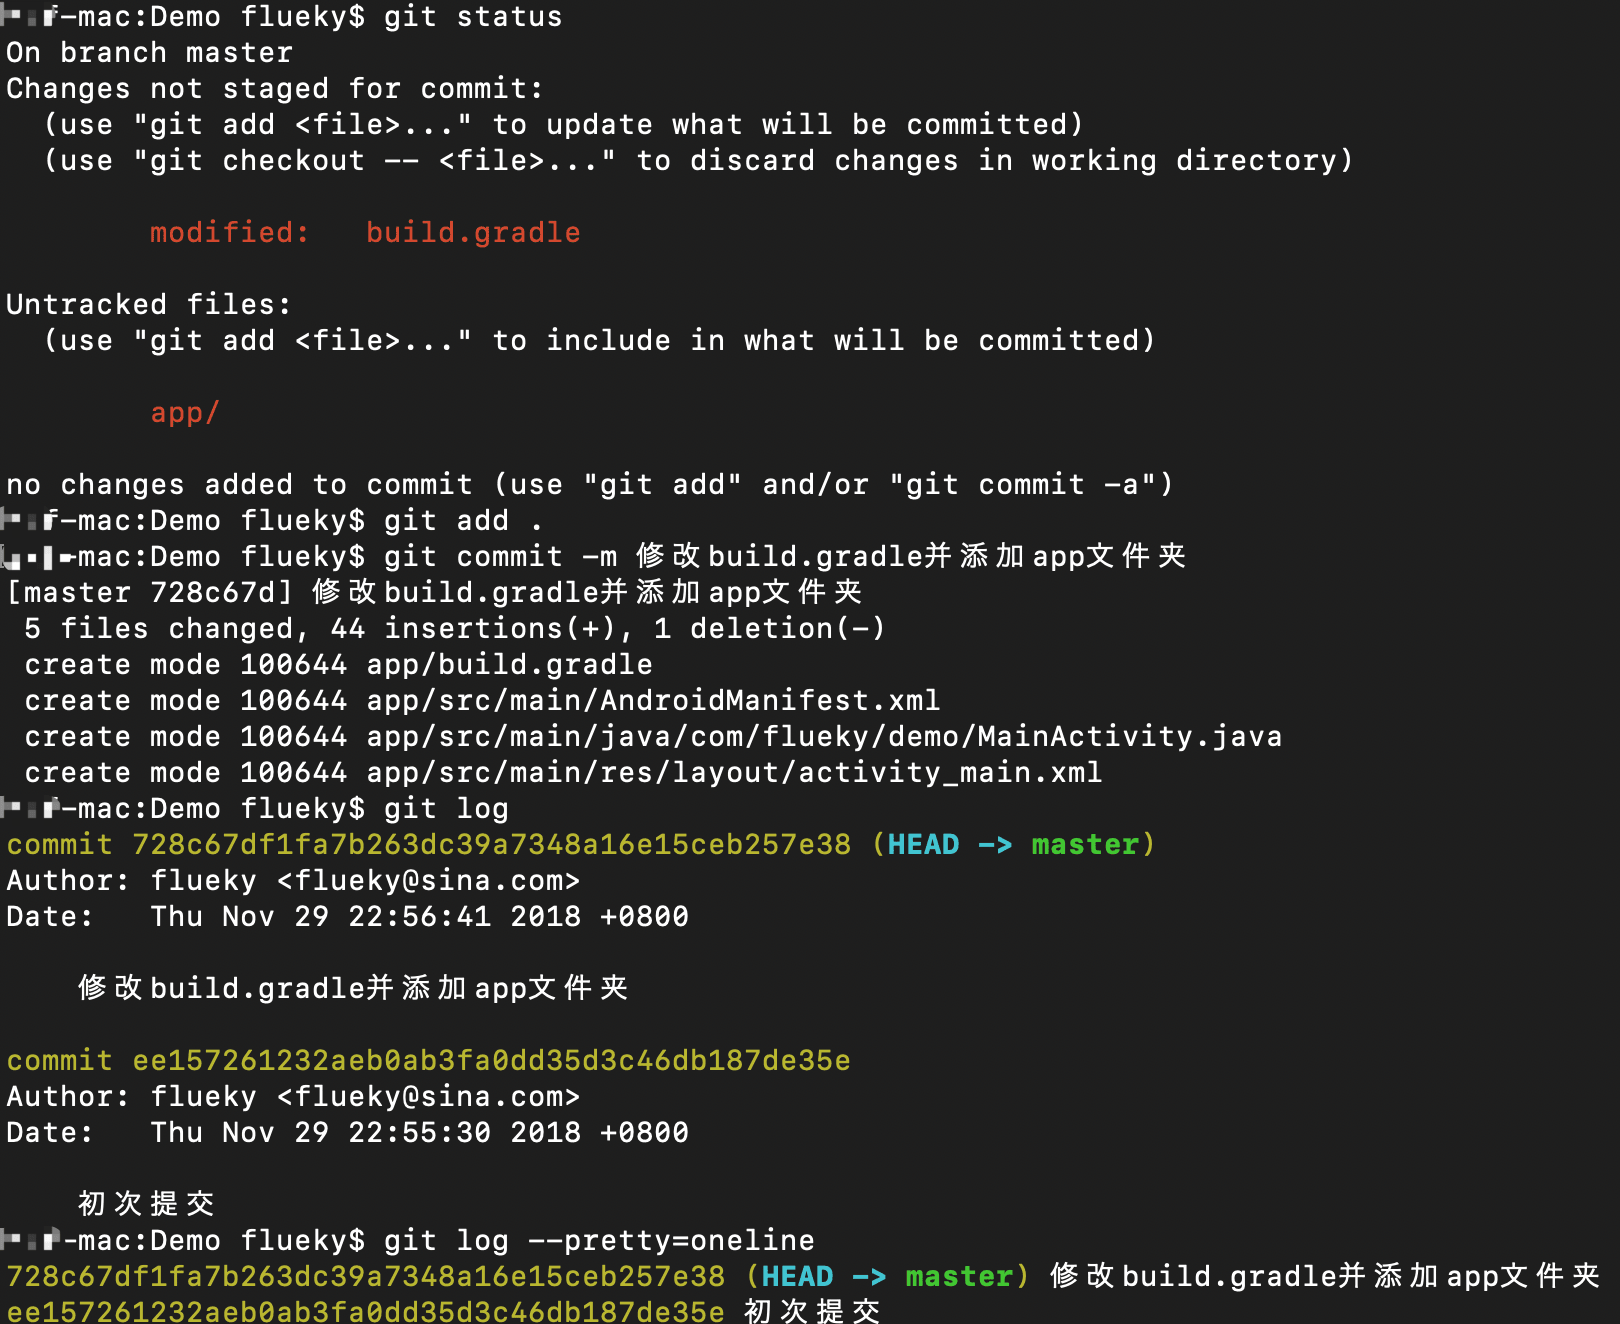 -mac:Demo flueky$ git status
On branch master
Changes not staged for commit:
  (use "git add <file>..." to update what will be committed)
  (use "git checkout -- <file>..." to discard changes in working directory)
        modified:   build.gradle
Untracked files:
  (use "git add <file>..." to include in what will be committed)
        app/
no changes added to commit (use "git add" and/or "git commit -a")
-mac:Demo flueky$ git add .
-mac:Demo flueky$ git commit -m 修改build.gradle并添加app文件夹
[master 728c67d] 修改build.gradle并添加app文件夹
 5 files changed, 44 insertions(+), 1 deletion(-)
 create mode 100644 app/build.gradle
 create mode 100644 app/src/main/AndroidManifest.xml
 create mode 100644 app/src/main/java/com/flueky/demo/MainActivity.java
 create mode 100644 app/src/main/res/layout/activity_main.xml
-mac:Demo flueky$ git log
commit 728c67df1fa7b263dc39a7348a16e15ceb257e38 (HEAD -> master)
Author: flueky <flueky@sina.com>
Date:   Thu Nov 29 22:56:41 2018 +0800
    修改build.gradle并添加app文件夹
commit ee157261232aeb0ab3fa0dd35d3c46db187de35e
Author: flueky <flueky@sina.com>
Date:   Thu Nov 29 22:55:30 2018 +0800
    初次提交
-mac:Demo flueky$ git log --pretty=oneline
728c67df1fa7b263dc39a7348a16e15ceb257e38 (HEAD -> master) 修改build.gradle并添加app文件夹
ee157261232aeb0ab3fa0dd35d3c46db187de35e 初次提交